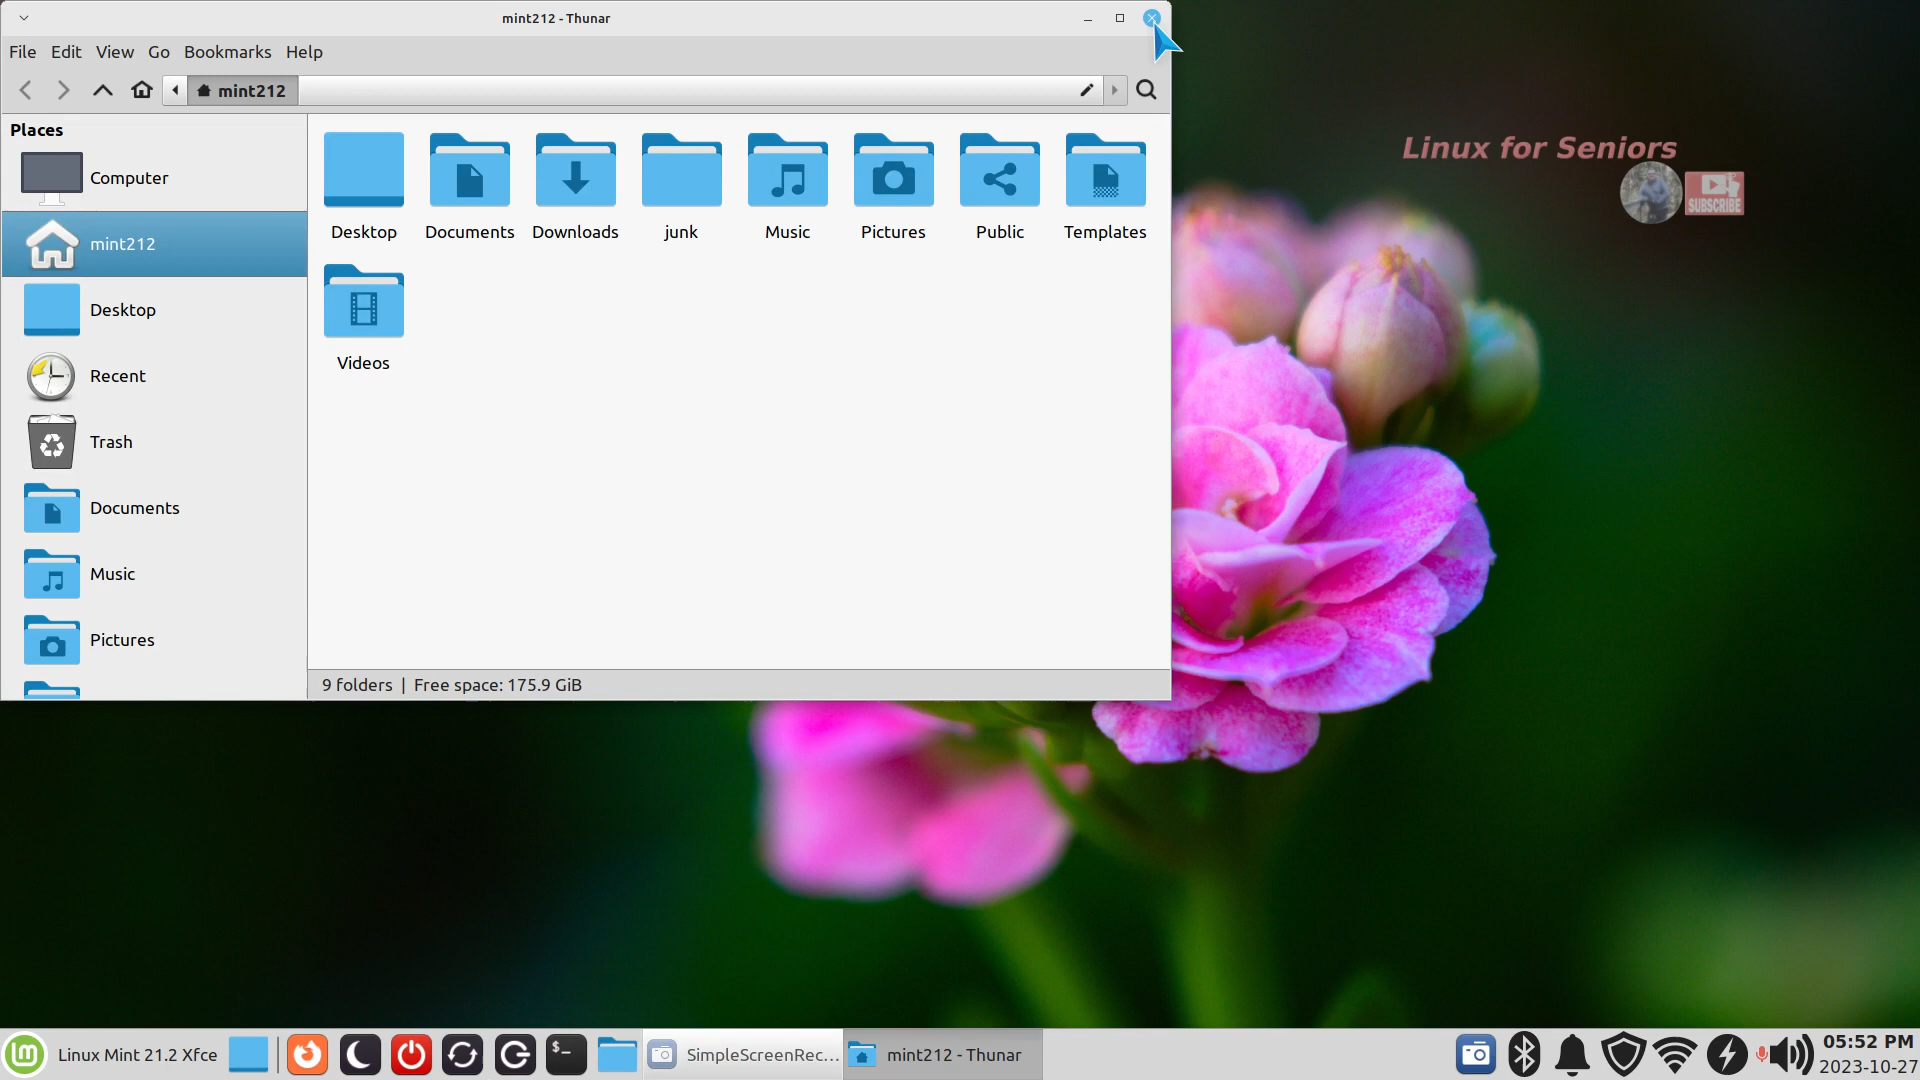 mint212 - Thunar
File Edit View Go Bookmarks Help
mint212
Places
Computer
mint212
Desktop
Recent
Trash
Documents
Music
Pictures
Desktop Documents Downloads junk Music Pictures Public Templates
Videos
9 folders | Free space: 175.9 GiB
Linux for Seniors
SUBSCRIBE
Linux Mint 21.2 Xfce
$_
SimpleScreenRec...
mint212 - Thunar
05:52 PM
2023-10-27